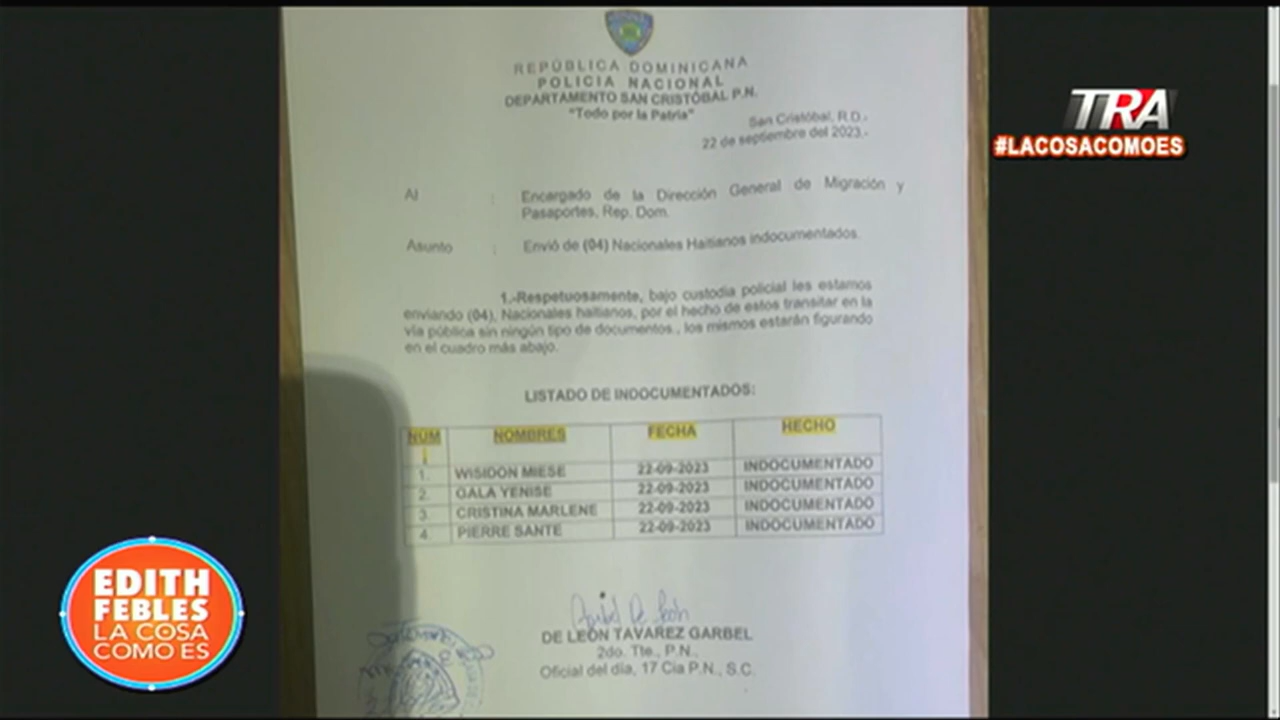 REPÚBLICA DOMINICANA
POLICIA NACIONAL
DEPARTAMENTO SAN CRISTÓBAL P.N.
"Todo por la Patria"
San Cristóbal, R.D.-
22 de septiembre del 2023.-
Al : Encargado de la Dirección General de Migración y
Pasaportes, Rep. Dom.
Asunto : Envió de (04) Nacionales Haitianos indocumentados.
1.-Respetuosamente, bajo custodia policial les estamos
enviando (04), Nacionales haitianos, por el hecho de estos transitar en la
vía pública sin ningún tipo de documentos., los mismos estarán figurando
en el cuadro más abajo.
LISTADO DE INDOCUMENTADOS:
NUM NOMBRES FECHA HECHO
1. WISIDON MIESE 22-09-2023 INDOCUMENTADO
2. OALA YENISE 22-09-2023 INDOCUMENTADO
3. CRISTINA MARLENE 22-09-2023 INDOCUMENTADO
4. PIERRE SANTE 22-09-2023 INDOCUMENTADO
De León
DE LEÓN TAVAREZ GARBEL
2do. Tte., P.N.,
Oficial del día, 17 Cia P.N., S.C.
TRA
#LACOSACOMOES
EDITH
FEBLES
LA COSA
COMO ES